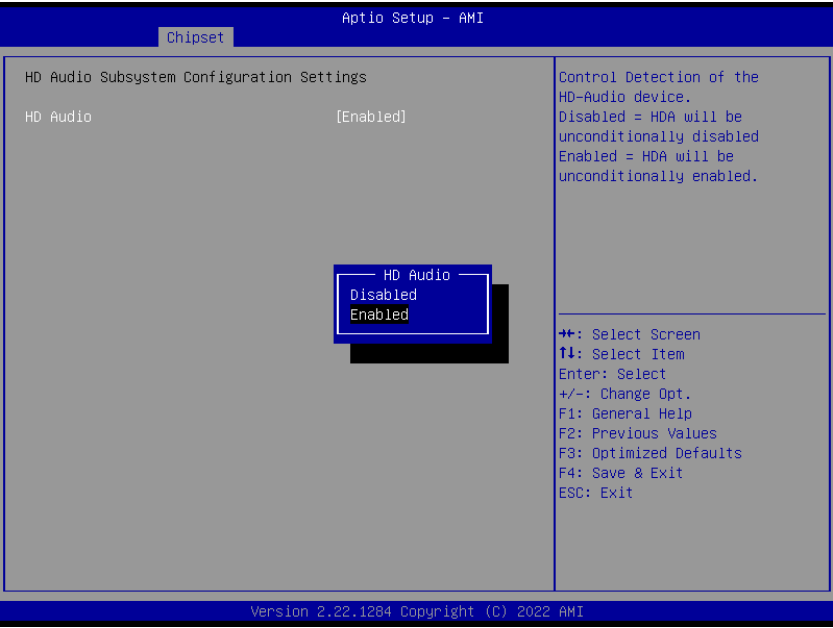 Aptio Setup – AMI
Chipset
HD Audio Subsystem Configuration Settings
HD Audio [Enabled]
HD Audio
Disabled
Enabled
Control Detection of the
HD-Audio device.
Disabled = HDA will be
unconditionally disabled
Enabled = HDA will be
unconditionally enabled.
→←: Select Screen
↑↓: Select Item
Enter: Select
+/-: Change Opt.
F1: General Help
F2: Previous Values
F3: Optimized Defaults
F4: Save & Exit
ESC: Exit
Version 2.22.1284 Copyright (C) 2022 AMI